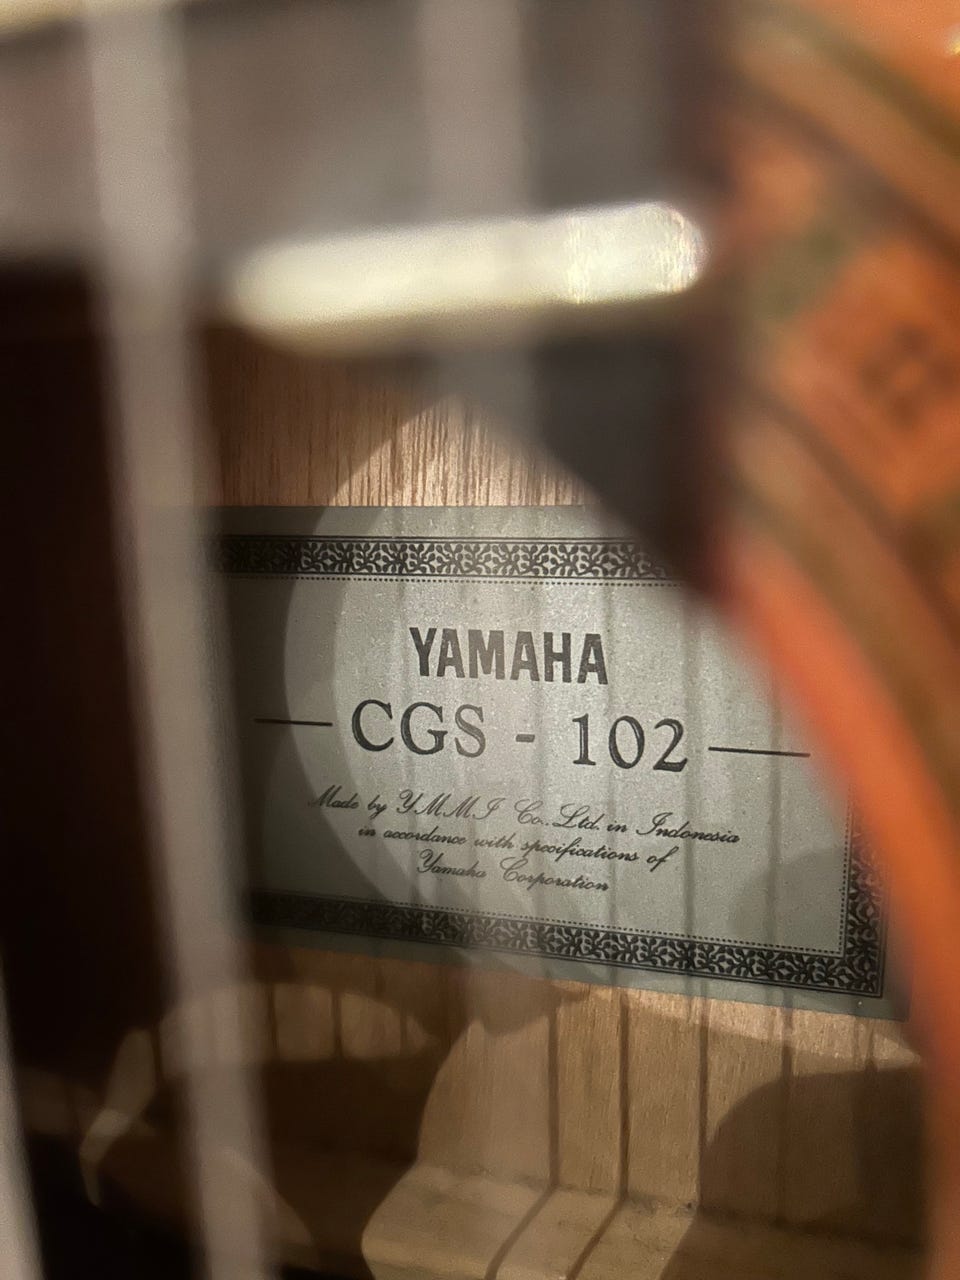 YAMAHA
CGS - 102
Made by YMMI Co., Ltd. in Indonesia
in accordance with specifications of
Yamaha Corporation